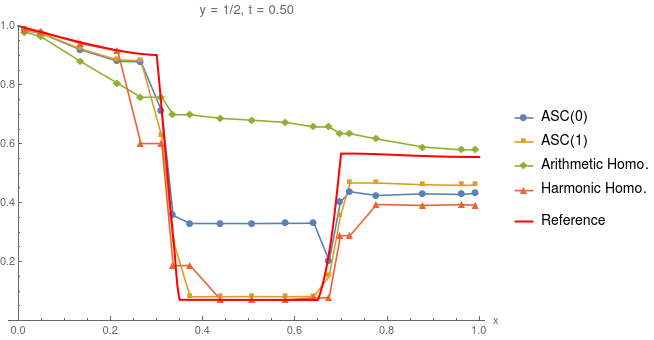 y = 1/2, t = 0.50
1.0
0.8
0.6
0.4
0.2
0.0
0.2
0.4
0.6
0.8
1.0
x
ASC(0)
ASC(1)
Arithmetic Homo.
Harmonic Homo.
Reference